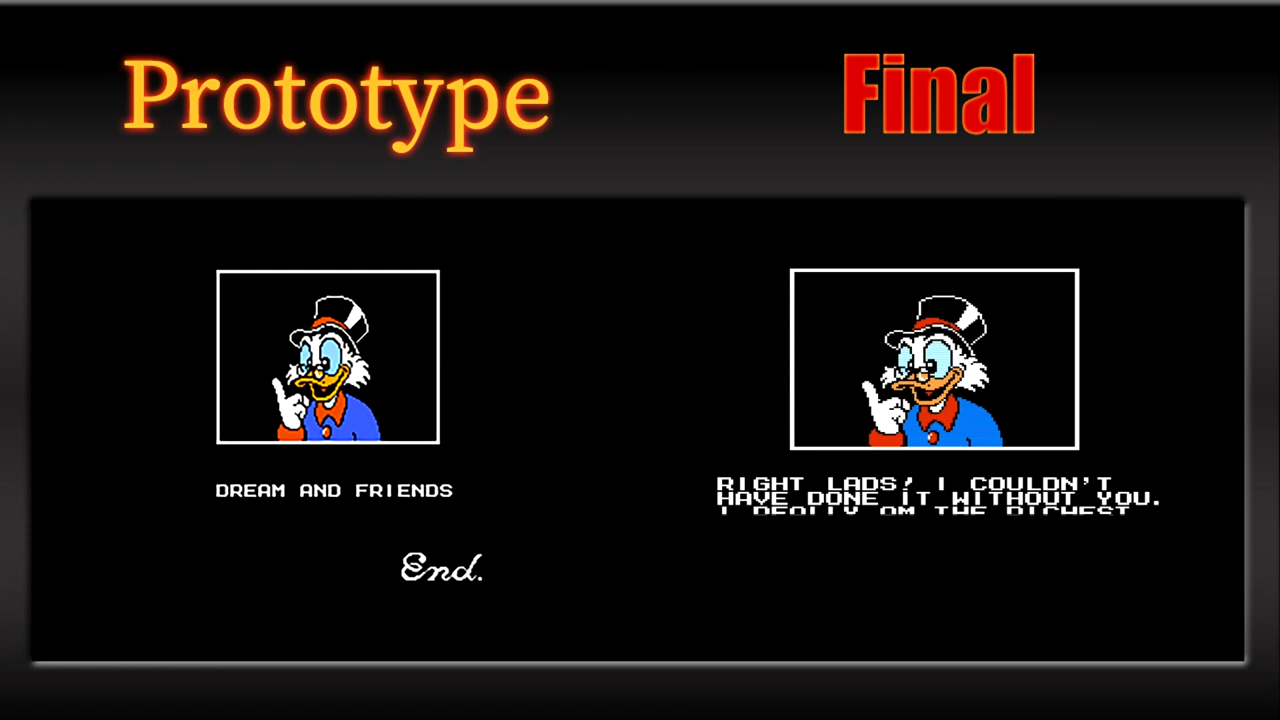 Prototype
Final
DREAM AND FRIENDS
End.
RIGHT LADS! I COULDN'T
HAVE DONE IT WITHOUT YOU.